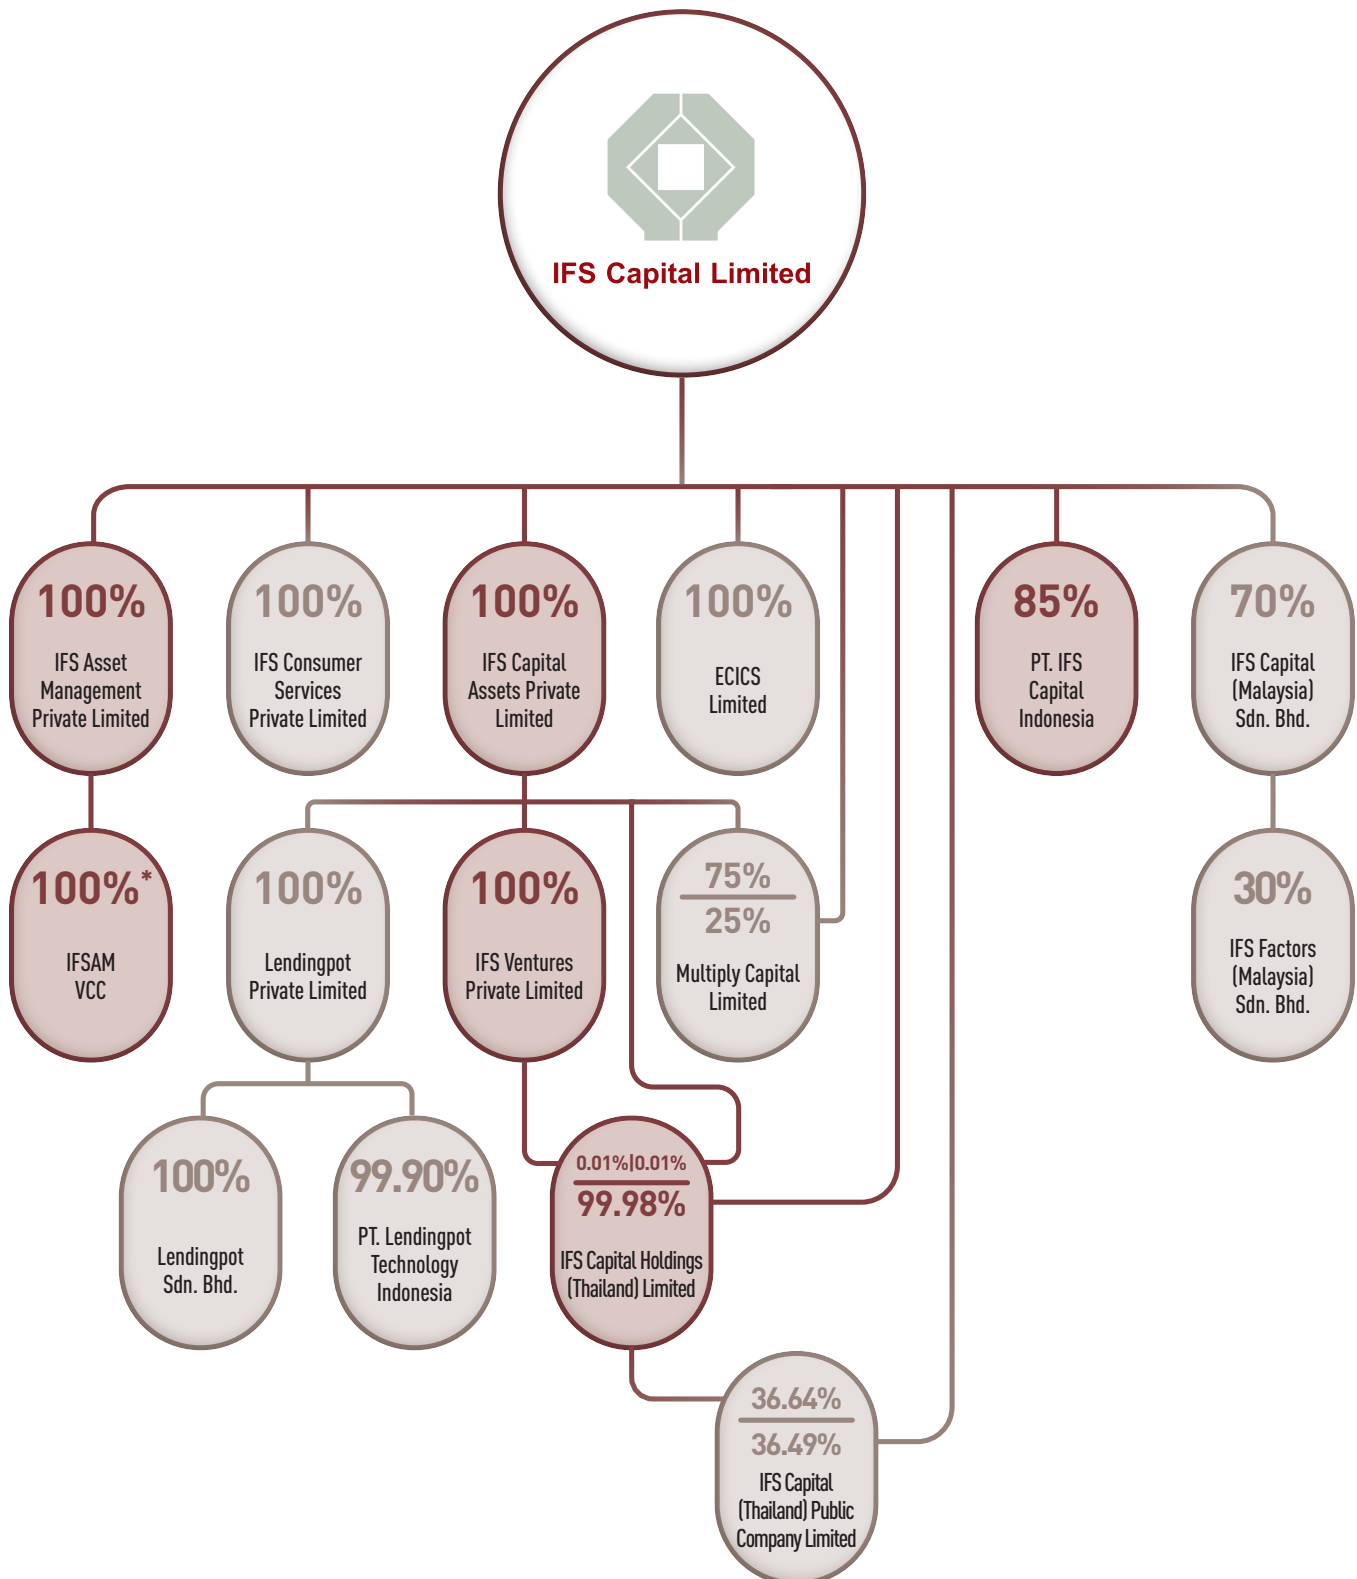 IFS Capital Limited
100%
IFS Asset
Management
Private Limited
100%
IFS Consumer
Services
Private Limited
100%
IFS Capital
Assets Private
Limited
100%
ECICS
Limited
85%
PT. IFS
Capital
Indonesia
70%
IFS Capital
(Malaysia)
Sdn. Bhd.
100%*
IFSAM
VCC
100%
Lendingpot
Private Limited
100%
IFS Ventures
Private Limited
75%
25%
Multiply Capital
Limited
30%
IFS Factors
(Malaysia)
Sdn. Bhd.
100%
Lendingpot
Sdn. Bhd.
99.90%
PT. Lendingpot
Technology
Indonesia
0.01%|0.01%
99.98%
IFS Capital Holdings
(Thailand) Limited
36.64%
36.49%
IFS Capital
(Thailand) Public
Company Limited